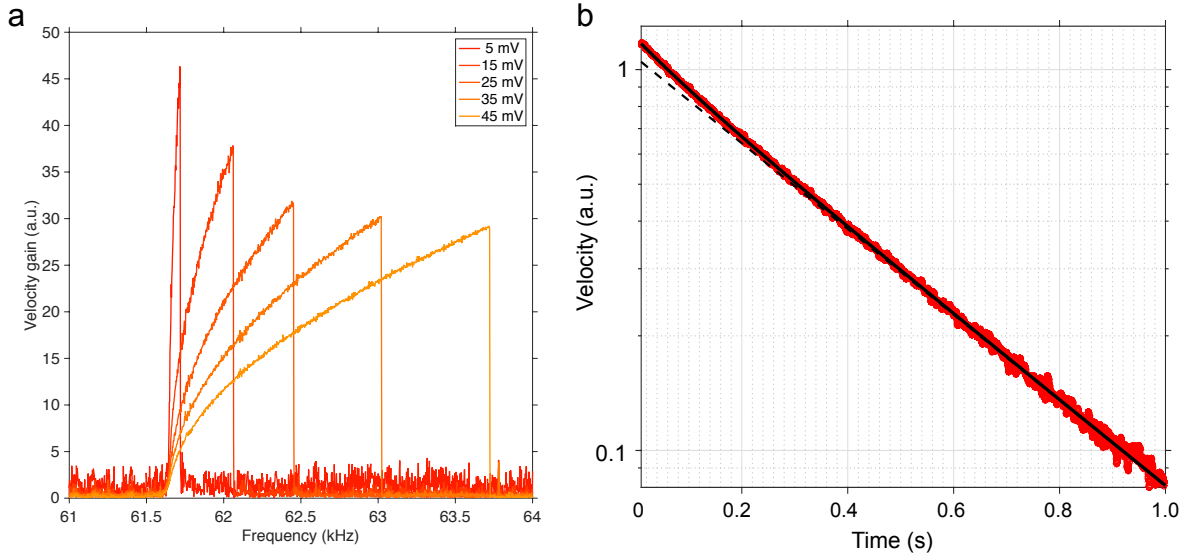 a
50
45
40
35
30
25
20
15
10
5
0
Velocity gain (a.u.)
5 mV
15 mV
25 mV
35 mV
45 mV
61
61.5
62
62.5
63
63.5
64
Frequency (kHz)
b
1
0.1
Velocity (a.u.)
0
0.2
0.4
0.6
0.8
1.0
Time (s)